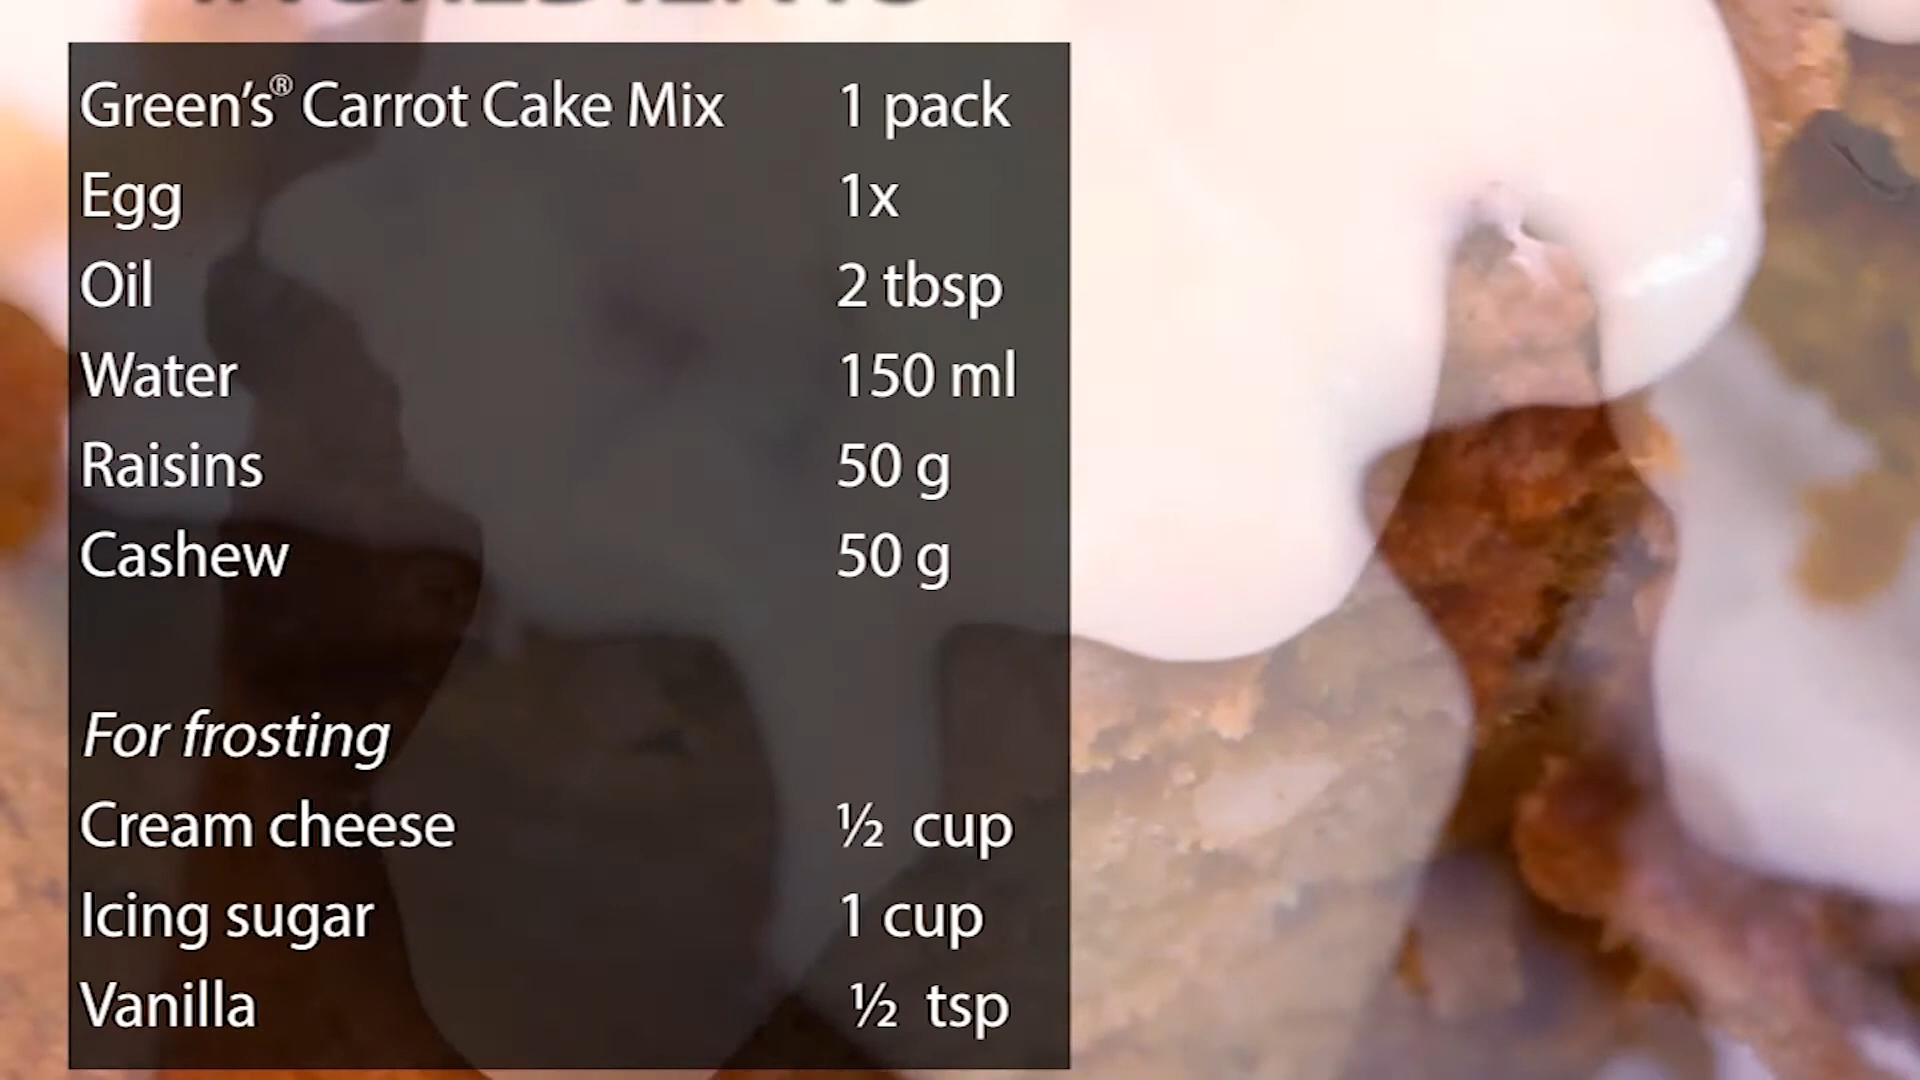 Green's® Carrot Cake Mix 1 pack
Egg 1x
Oil 2 tbsp
Water 150 ml
Raisins 50 g
Cashew 50 g
For frosting
Cream cheese ½ cup
Icing sugar 1 cup
Vanilla ½ tsp